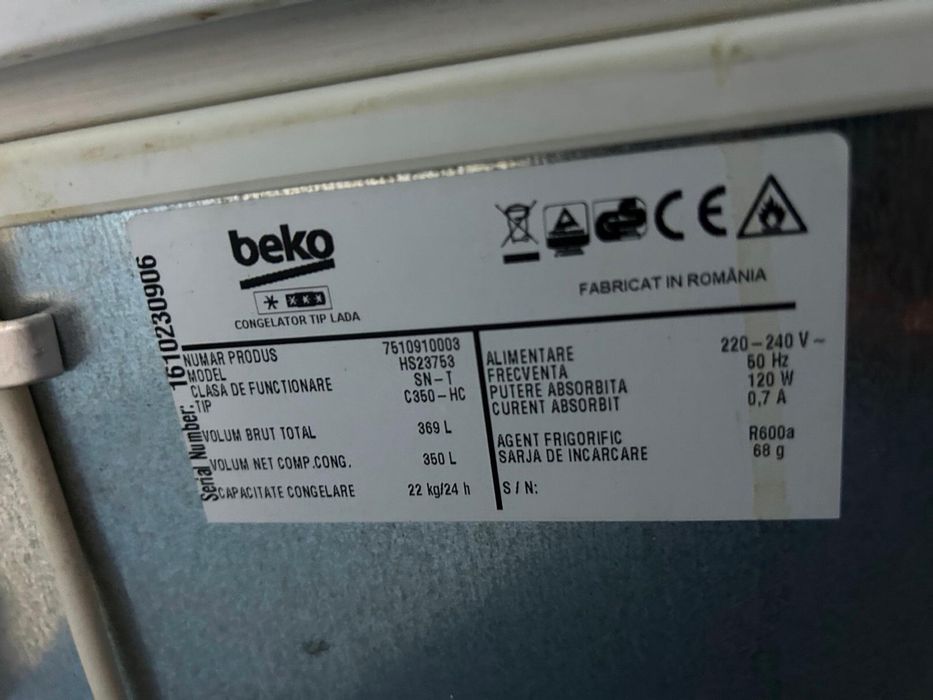 beko
CONGELATOR TIP LADA
CE
FABRICAT IN ROMÂNIA
Serial Number: 1610230906
NUMAR PRODUS 7510910003
MODEL HS23753
CLASA DE FUNCTIONARE SN-T
TIP C350-HC
VOLUM BRUT TOTAL 369 L
VOLUM NET COMP.CONG. 350 L
CAPACITATE CONGELARE 22 kg/24 h
ALIMENTARE 220-240 V ~
FRECVENTA 50 Hz
PUTERE ABSORBITA 120 W
CURENT ABSORBIT 0,7 A
AGENT FRIGORIFIC R600a
SARJA DE INCARCARE 68 g
S / N: